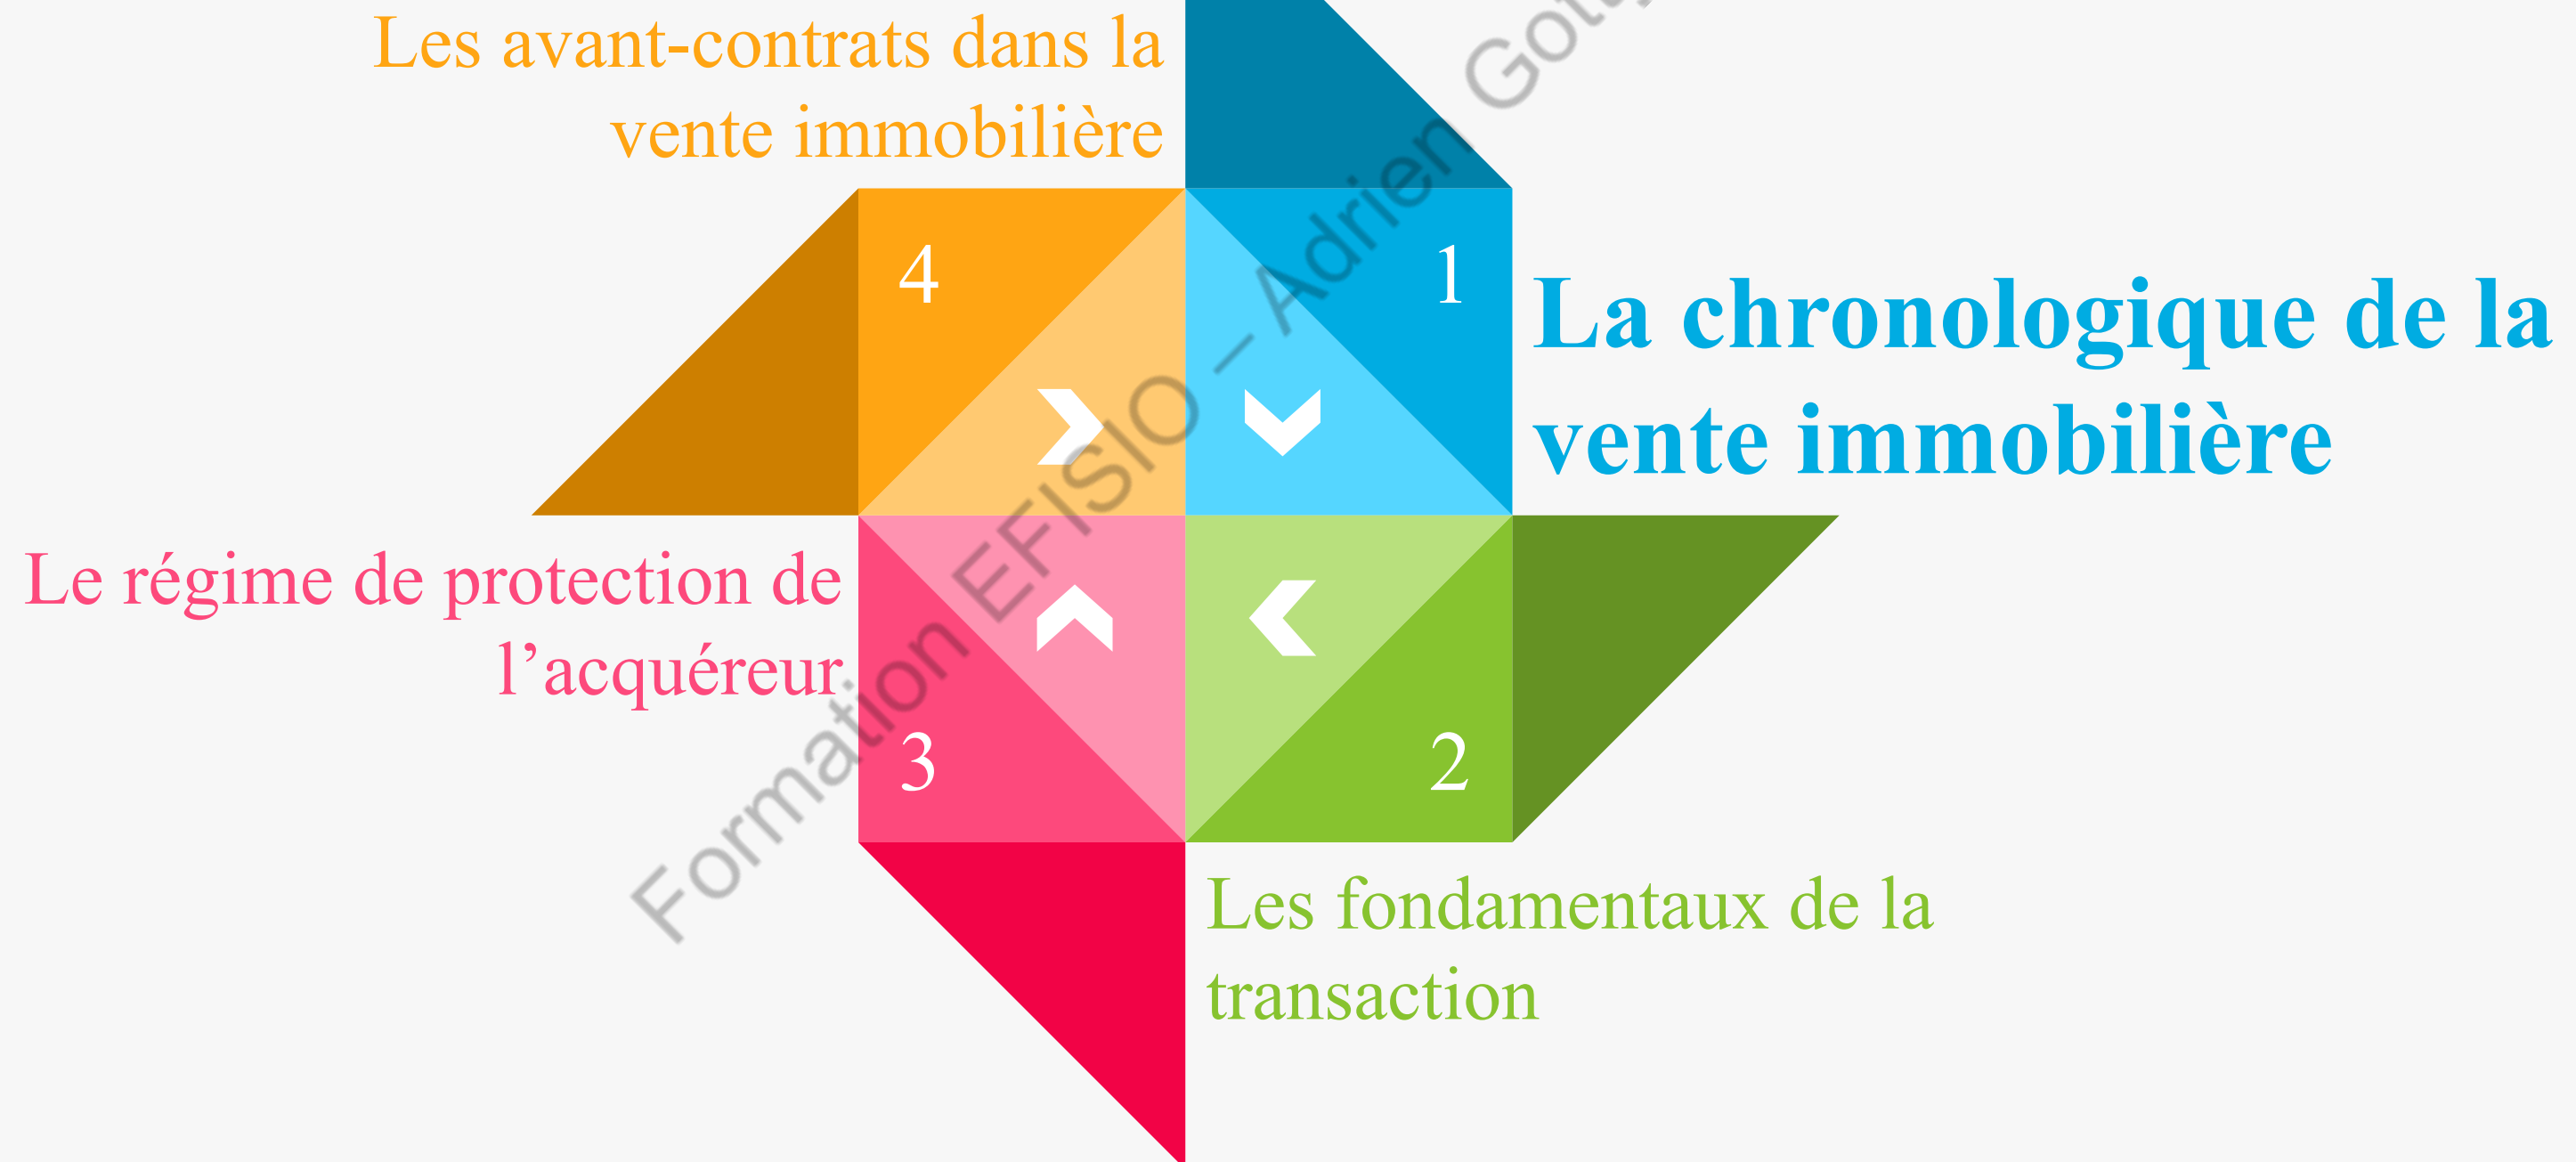 Les avant-contrats dans la
vente immobilière
4
1
La chronologique de la
vente immobilière
Le régime de protection de
l’acquéreur
3
2
Les fondamentaux de la
transaction
Formation EFISIO – Adrien